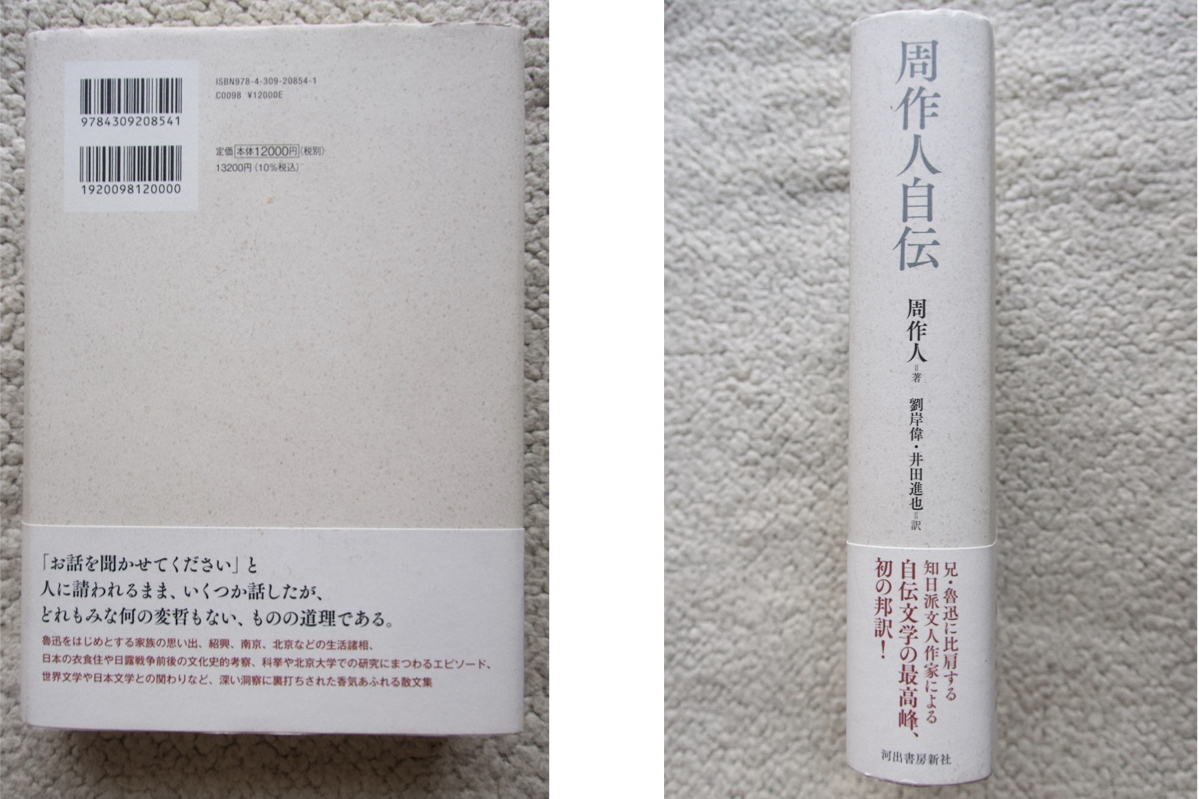 ISBN978-4-309-20854-1
C0098 ¥12000E
9784309208541
定価 本体12000円(税別)
13200円(10%税込)
1920098120000
「お話を聞かせてください」と
人に請われるまま、いくつか話したが、
どれもみな何の変哲もない、ものの道理である。
魯迅をはじめとする家族の思い出、紹興、南京、北京などの生活諸相、
日本の衣食住や日露戦争前後の文化史的考察、科挙や北京大学での研究にまつわるエピソード、
世界文学や日本文学との関わりなど、深い洞察に裏打ちされた香気あふれる散文集
周作人自伝
周作人=著
劉岸偉・井田進也=訳
兄・魯迅に比肩する
知日派文人作家による
自伝文学の最高峰、
初の邦訳!
河出書房新社